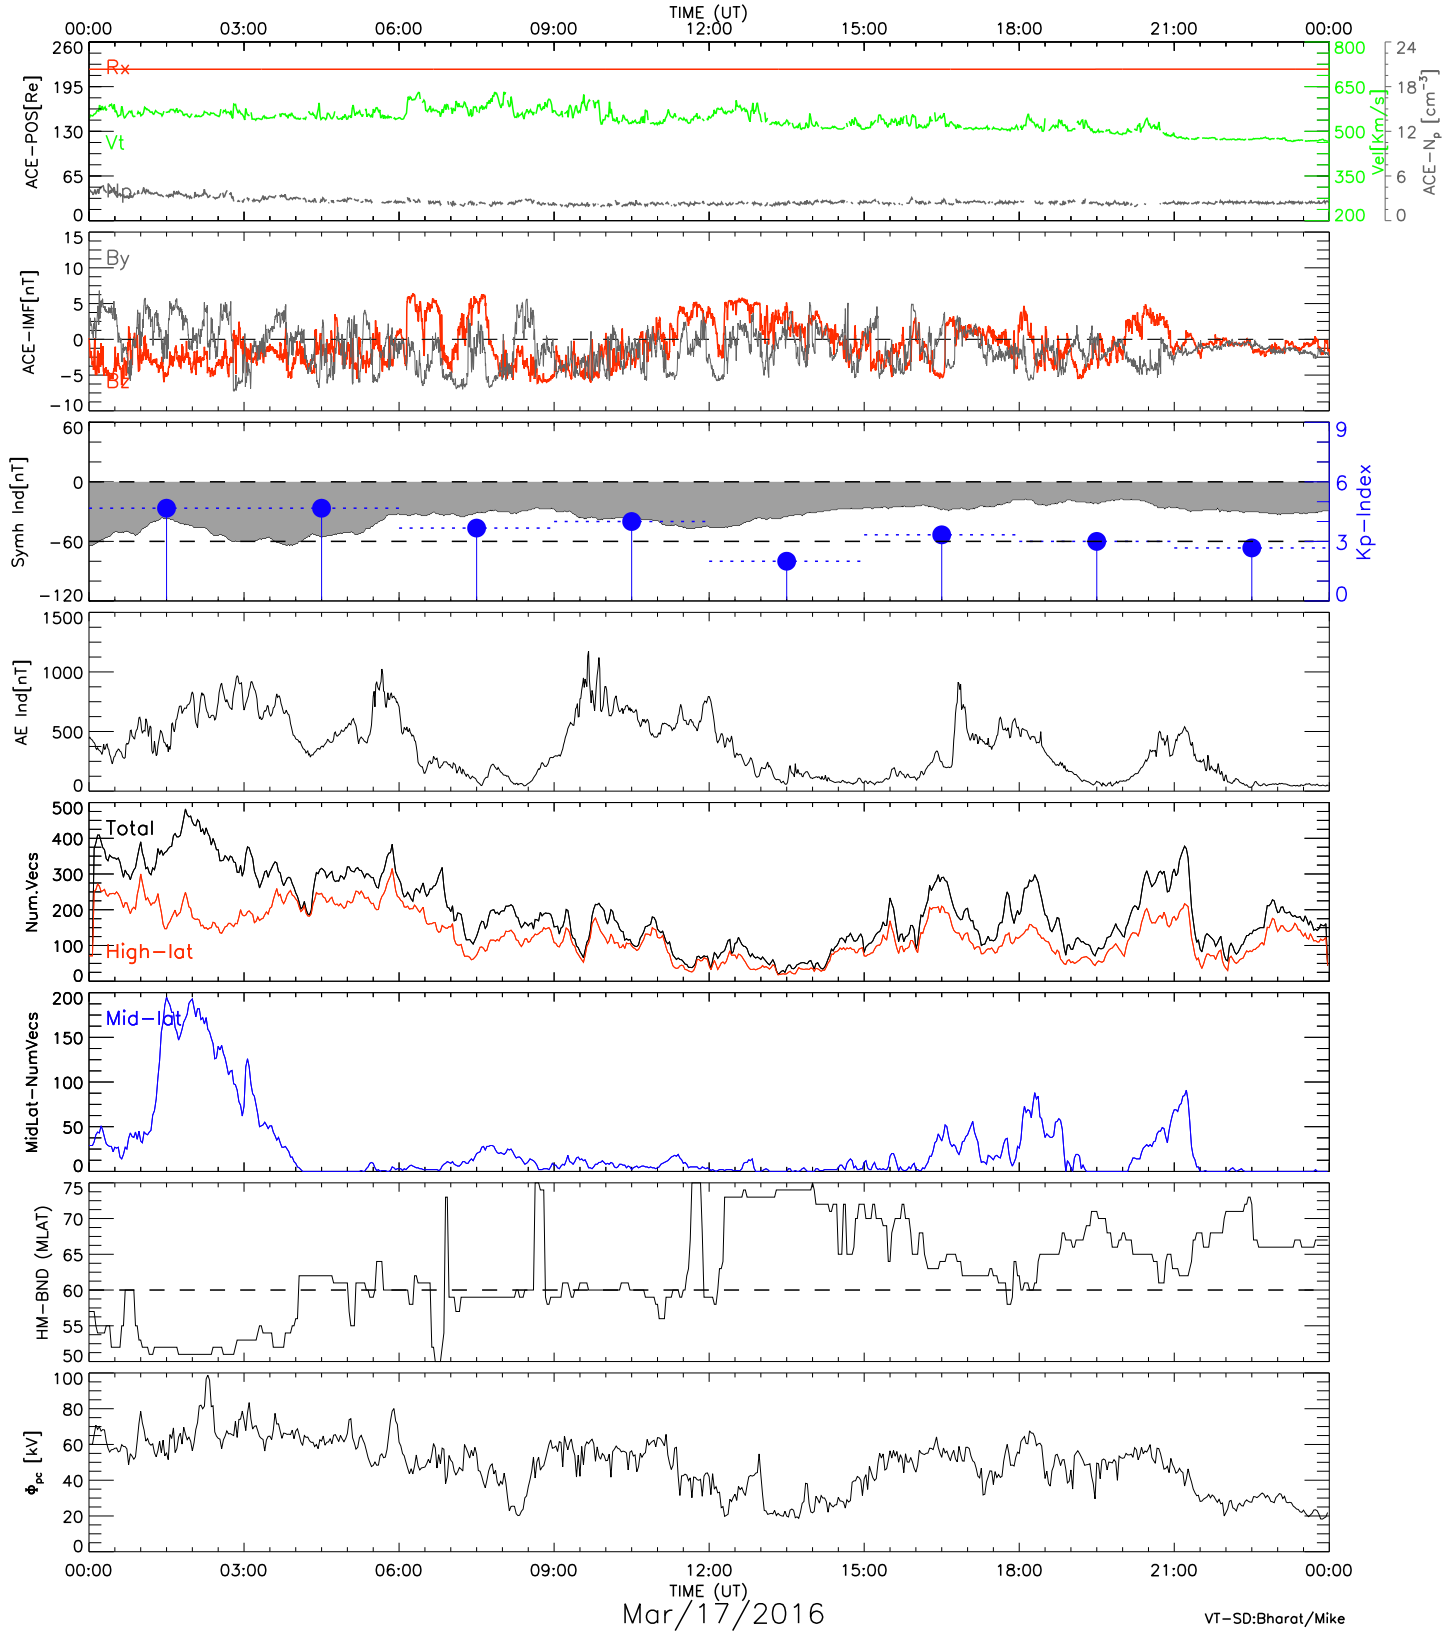 TIME (UT)
00:00 03:00 06:00 09:00 12:00 15:00 18:00 21:00 00:00
ACE-POS[Re]
260
195
130
65
0
Rx
Vt
Np
800
650
500
350
200
Vel[Km/s]
24
18
12
6
0
ACE-Np [cm-3]
ACE-IMF[nT]
15
10
5
0
-5
-10
By
Bz
Symh Ind[nT]
60
0
-60
-120
9
6
3
0
Kp-Index
AE Ind[nT]
1500
1000
500
0
Num.Vecs
500
400
300
200
100
0
Total
High-lat
MidLat-NumVecs
200
150
100
50
0
Mid-lat
HM-BND (MLAT)
75
70
65
60
55
50
Φpc [kV]
100
80
60
40
20
0
00:00 03:00 06:00 09:00 12:00 15:00 18:00 21:00 00:00
TIME (UT)
Mar/17/2016
VT-SD:Bharat/Mike